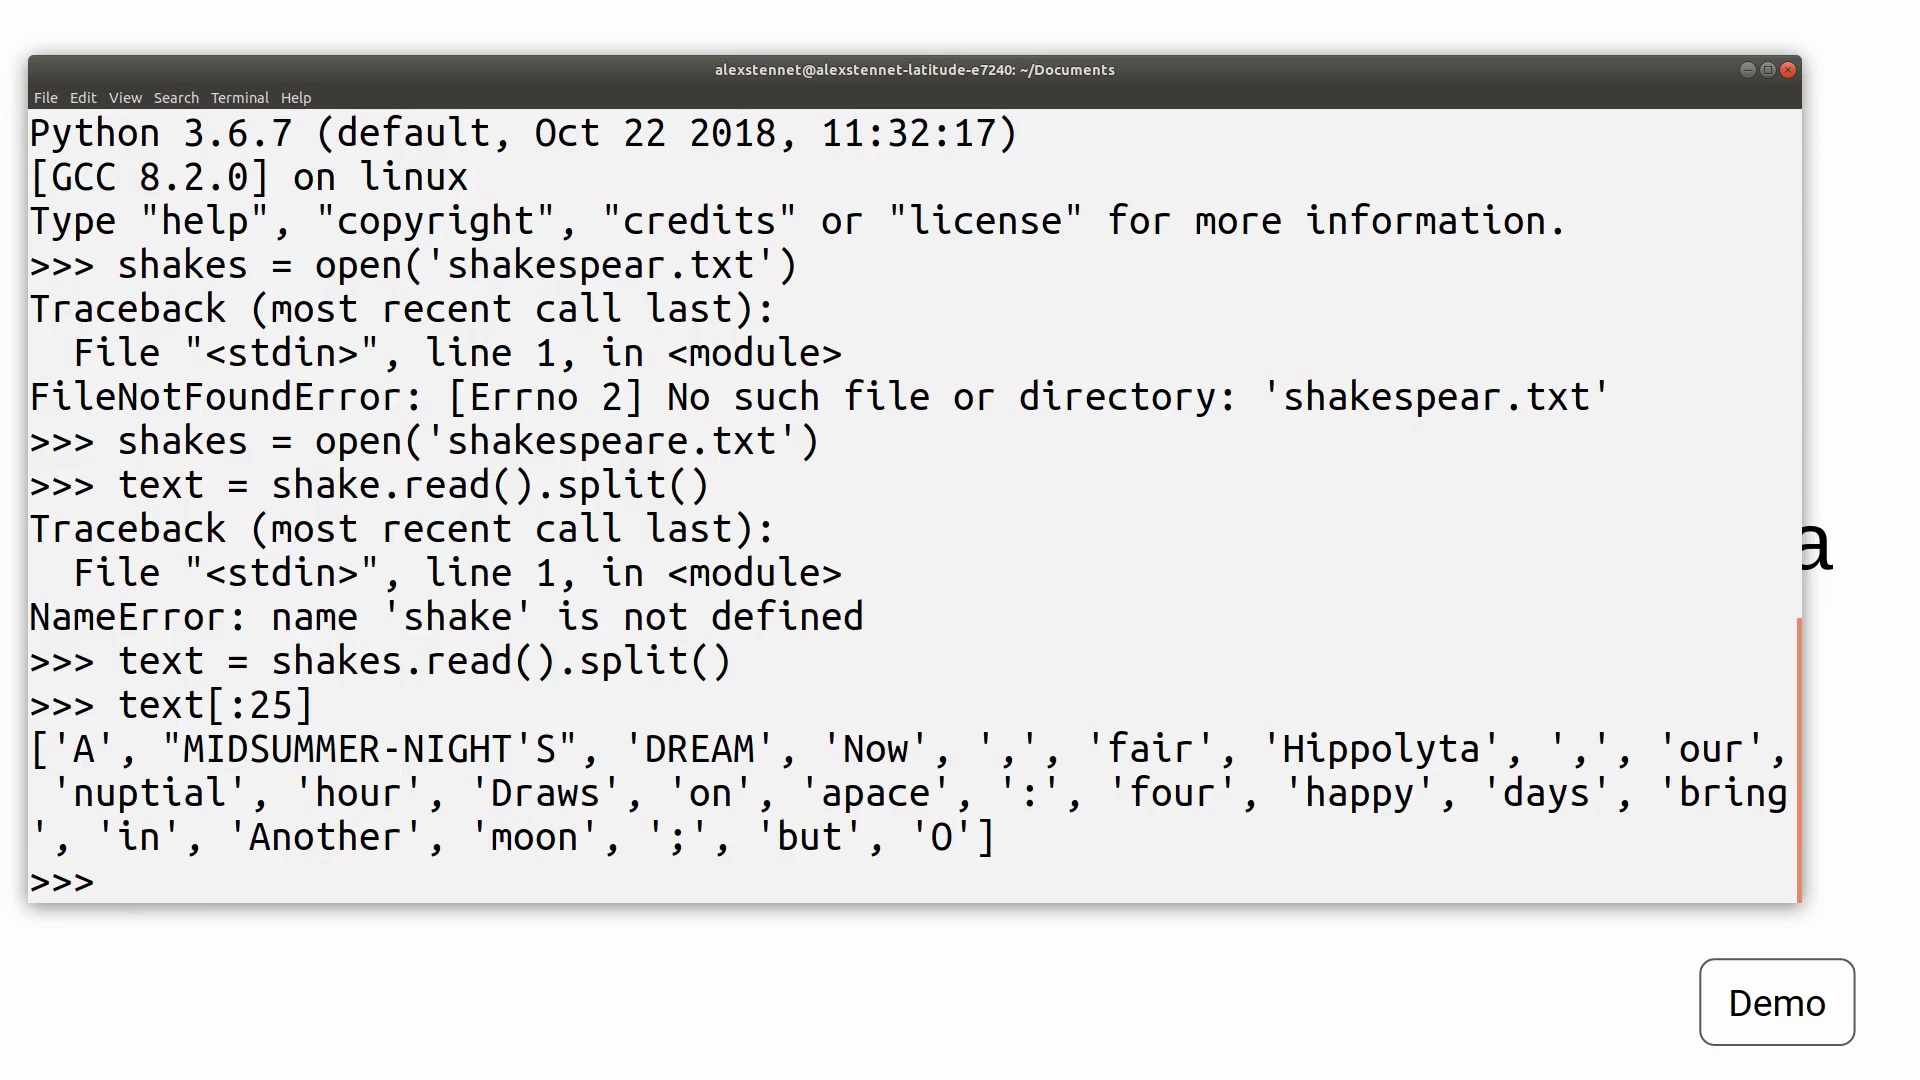 alexstennet@alexstennet-latitude-e7240: ~/Documents
File Edit View Search Terminal Help
Python 3.6.7 (default, Oct 22 2018, 11:32:17)
[GCC 8.2.0] on linux
Type "help", "copyright", "credits" or "license" for more information.
>>> shakes = open('shakespear.txt')
Traceback (most recent call last):
  File "<stdin>", line 1, in <module>
FileNotFoundError: [Errno 2] No such file or directory: 'shakespear.txt'
>>> shakes = open('shakespeare.txt')
>>> text = shake.read().split()
Traceback (most recent call last):
  File "<stdin>", line 1, in <module>
NameError: name 'shake' is not defined
>>> text = shakes.read().split()
>>> text[:25]
['A', "MIDSUMMER-NIGHT'S", 'DREAM', 'Now', ',', 'fair', 'Hippolyta', ',', 'our',
 'nuptial', 'hour', 'Draws', 'on', 'apace', ':', 'four', 'happy', 'days', 'bring
', 'in', 'Another', 'moon', ';', 'but', 'O']
>>>
a
Demo